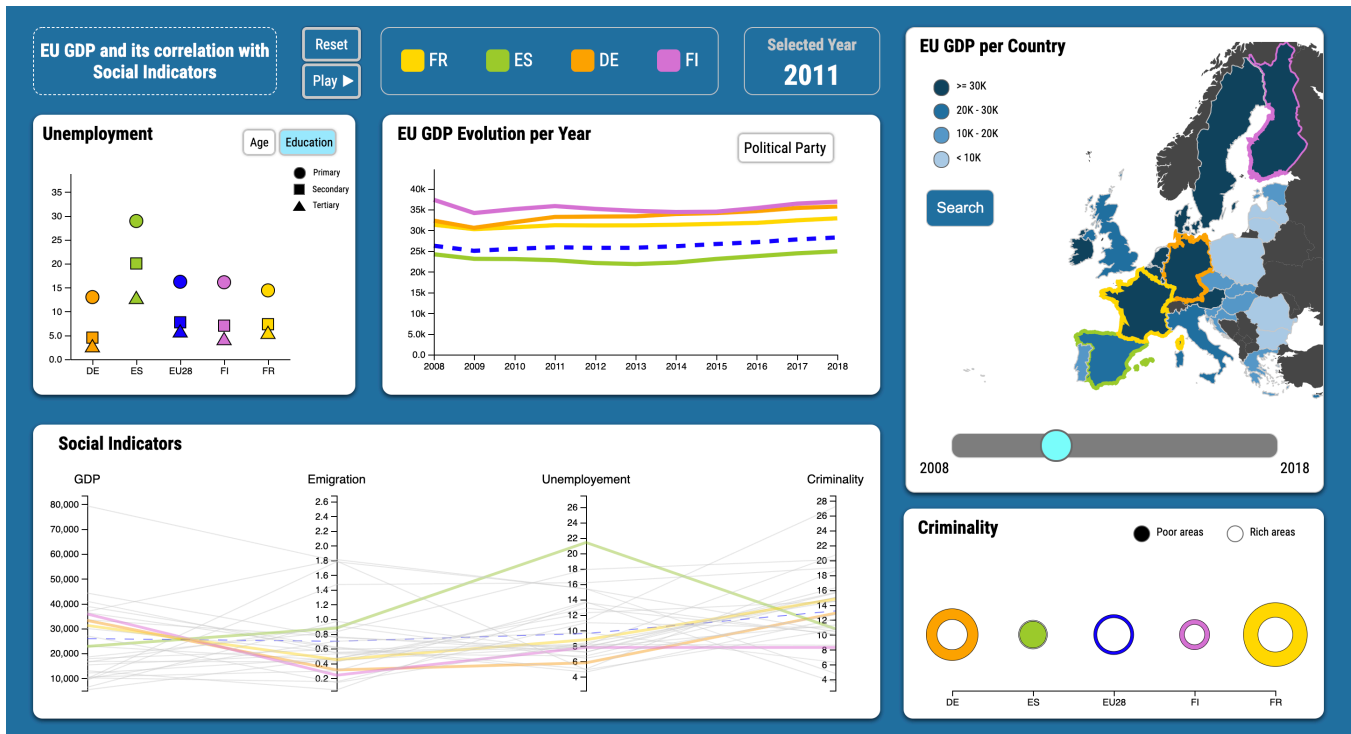 EU GDP and its correlation with
Social Indicators
Reset
Play ▶
FR
ES
DE
FI
Selected Year
2011
Unemployment
Age
Education
Primary
Secondary
Tertiary
35
30
25
20
15
10
5.0
0.0
DE
ES
EU28
FI
FR
EU GDP Evolution per Year
Political Party
40k
35k
30k
25k
20k
15k
10k
5.0k
0.0
2008
2009
2010
2011
2012
2013
2014
2015
2016
2017
2018
EU GDP per Country
>= 30K
20K - 30K
10K - 20K
< 10K
Search
2008
2018
Social Indicators
GDP
80,000
70,000
60,000
50,000
40,000
30,000
20,000
10,000
Emigration
2.6
2.4
2.2
2.0
1.8
1.6
1.4
1.2
1.0
0.8
0.6
0.4
0.2
Unemployement
26
24
22
20
18
16
14
12
10
8
6
4
Criminality
28
26
24
22
20
18
16
14
12
10
8
6
4
Criminality
Poor areas
Rich areas
DE
ES
EU28
FI
FR